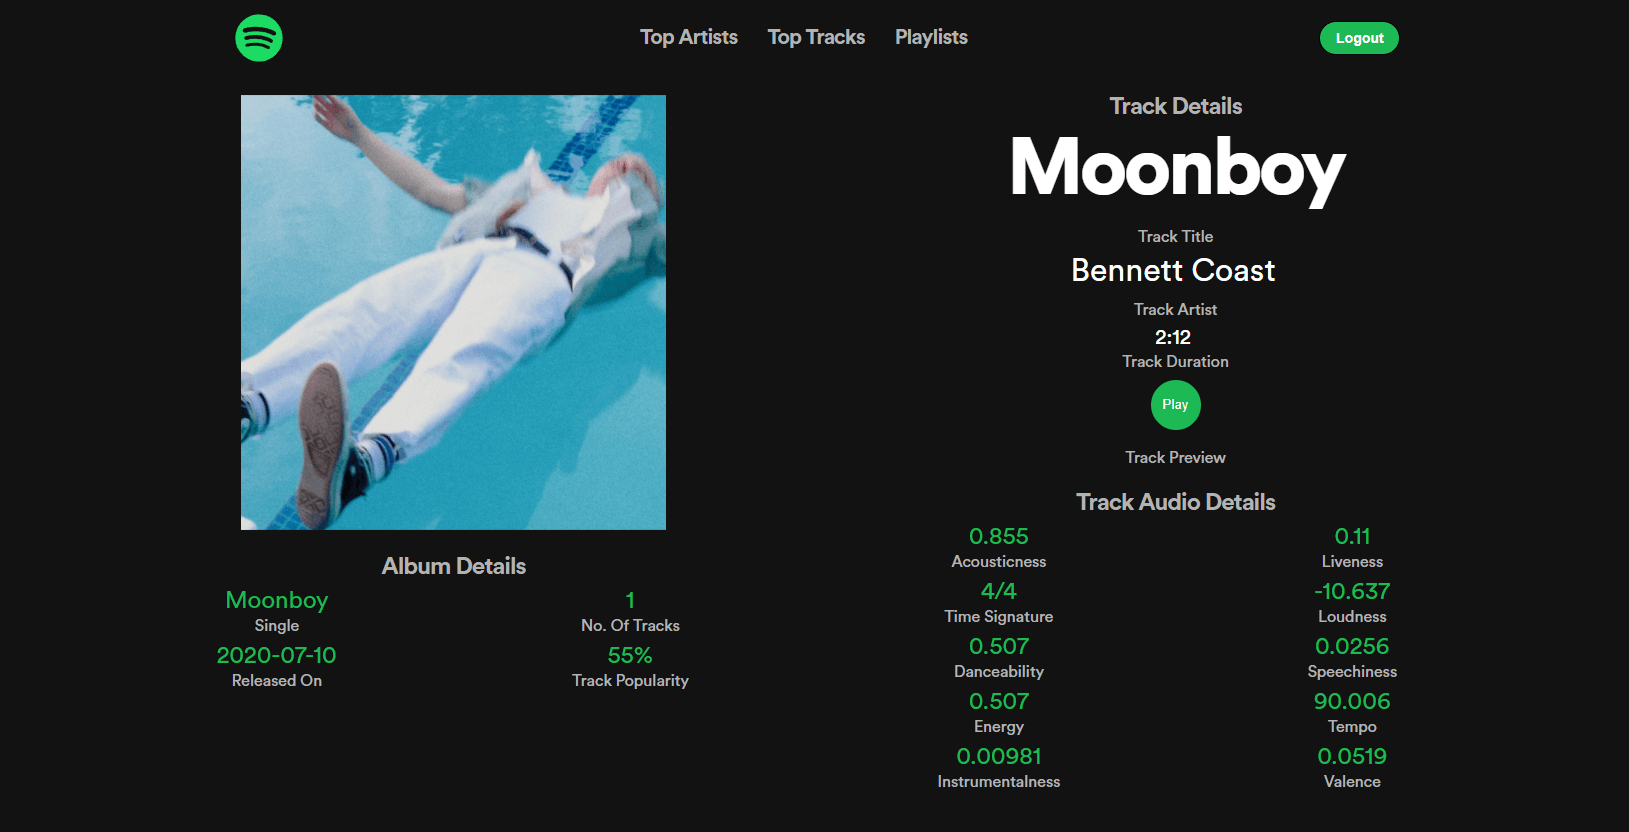 Top Artists
Top Tracks
Playlists
Logout
Track Details
Moonboy
Track Title
Bennett Coast
Track Artist
2:12
Track Duration
Play
Track Preview
Album Details
Moonboy
Single
1
No. Of Tracks
2020-07-10
Released On
55%
Track Popularity
Track Audio Details
0.855
Acousticness
0.11
Liveness
4/4
Time Signature
-10.637
Loudness
0.507
Danceability
0.0256
Speechiness
0.507
Energy
90.006
Tempo
0.00981
Instrumentalness
0.0519
Valence